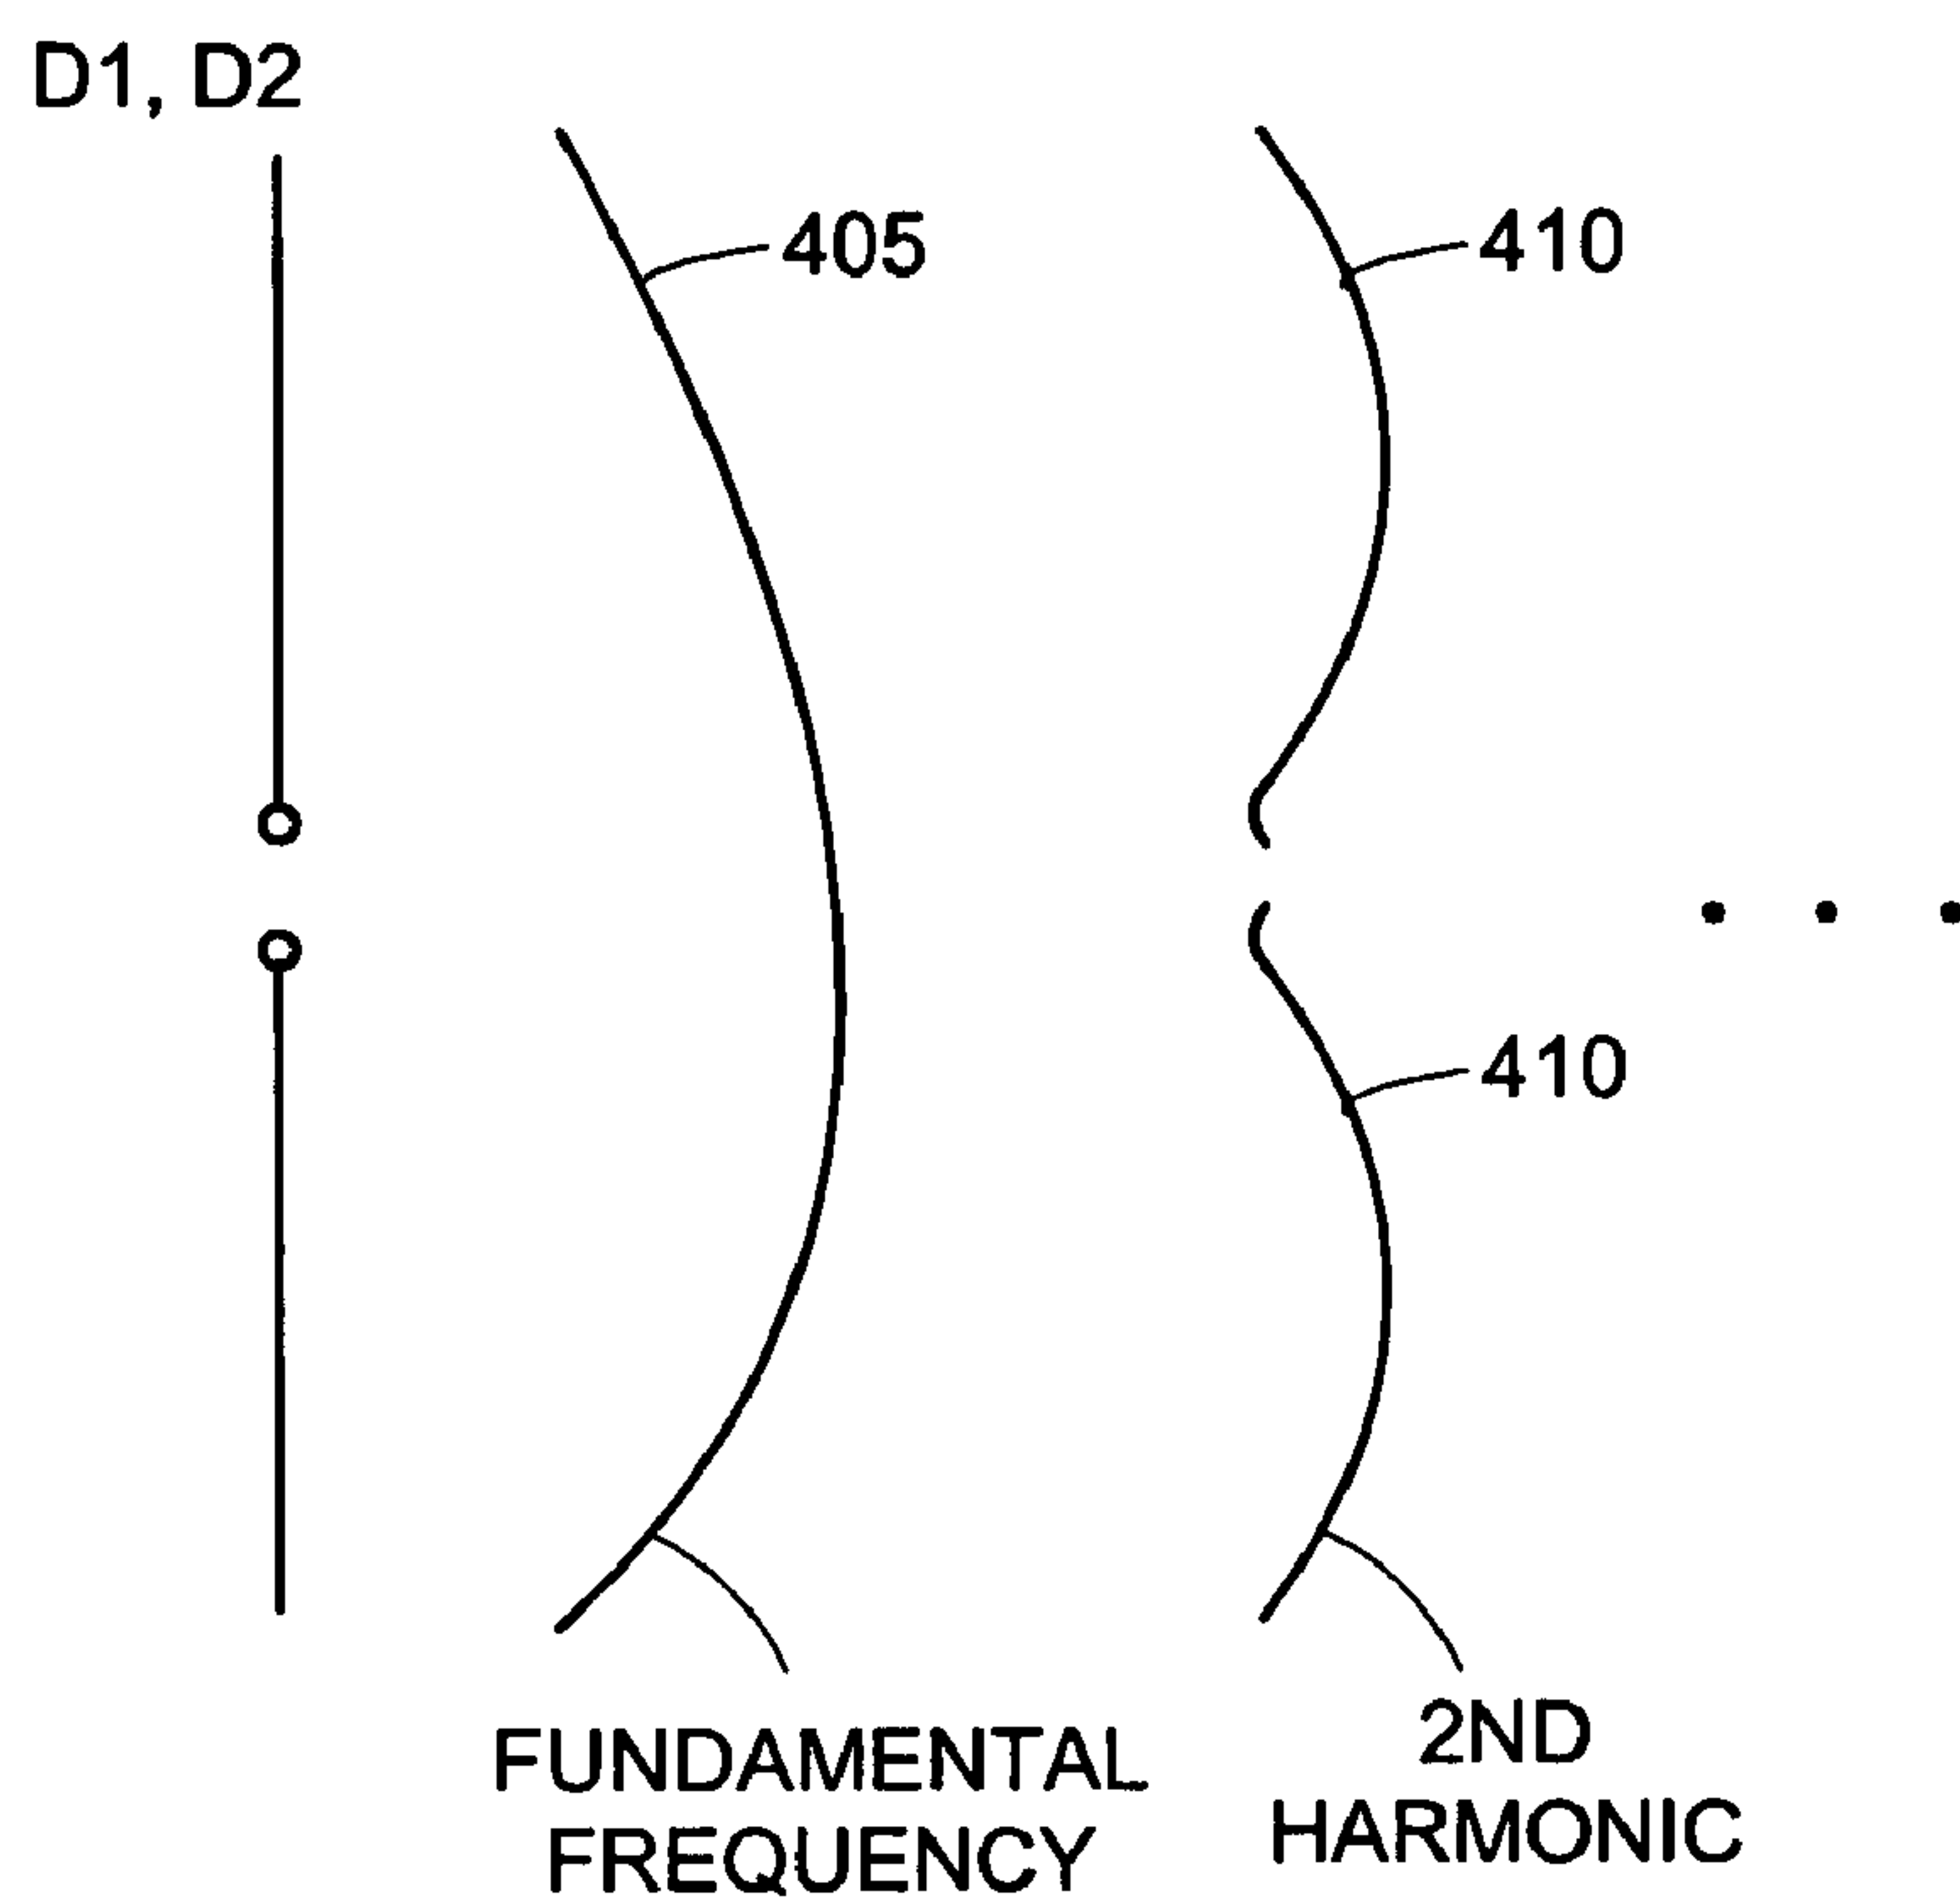 D1, D2
405
410
410
FUNDAMENTAL
FREQUENCY
2ND
HARMONIC